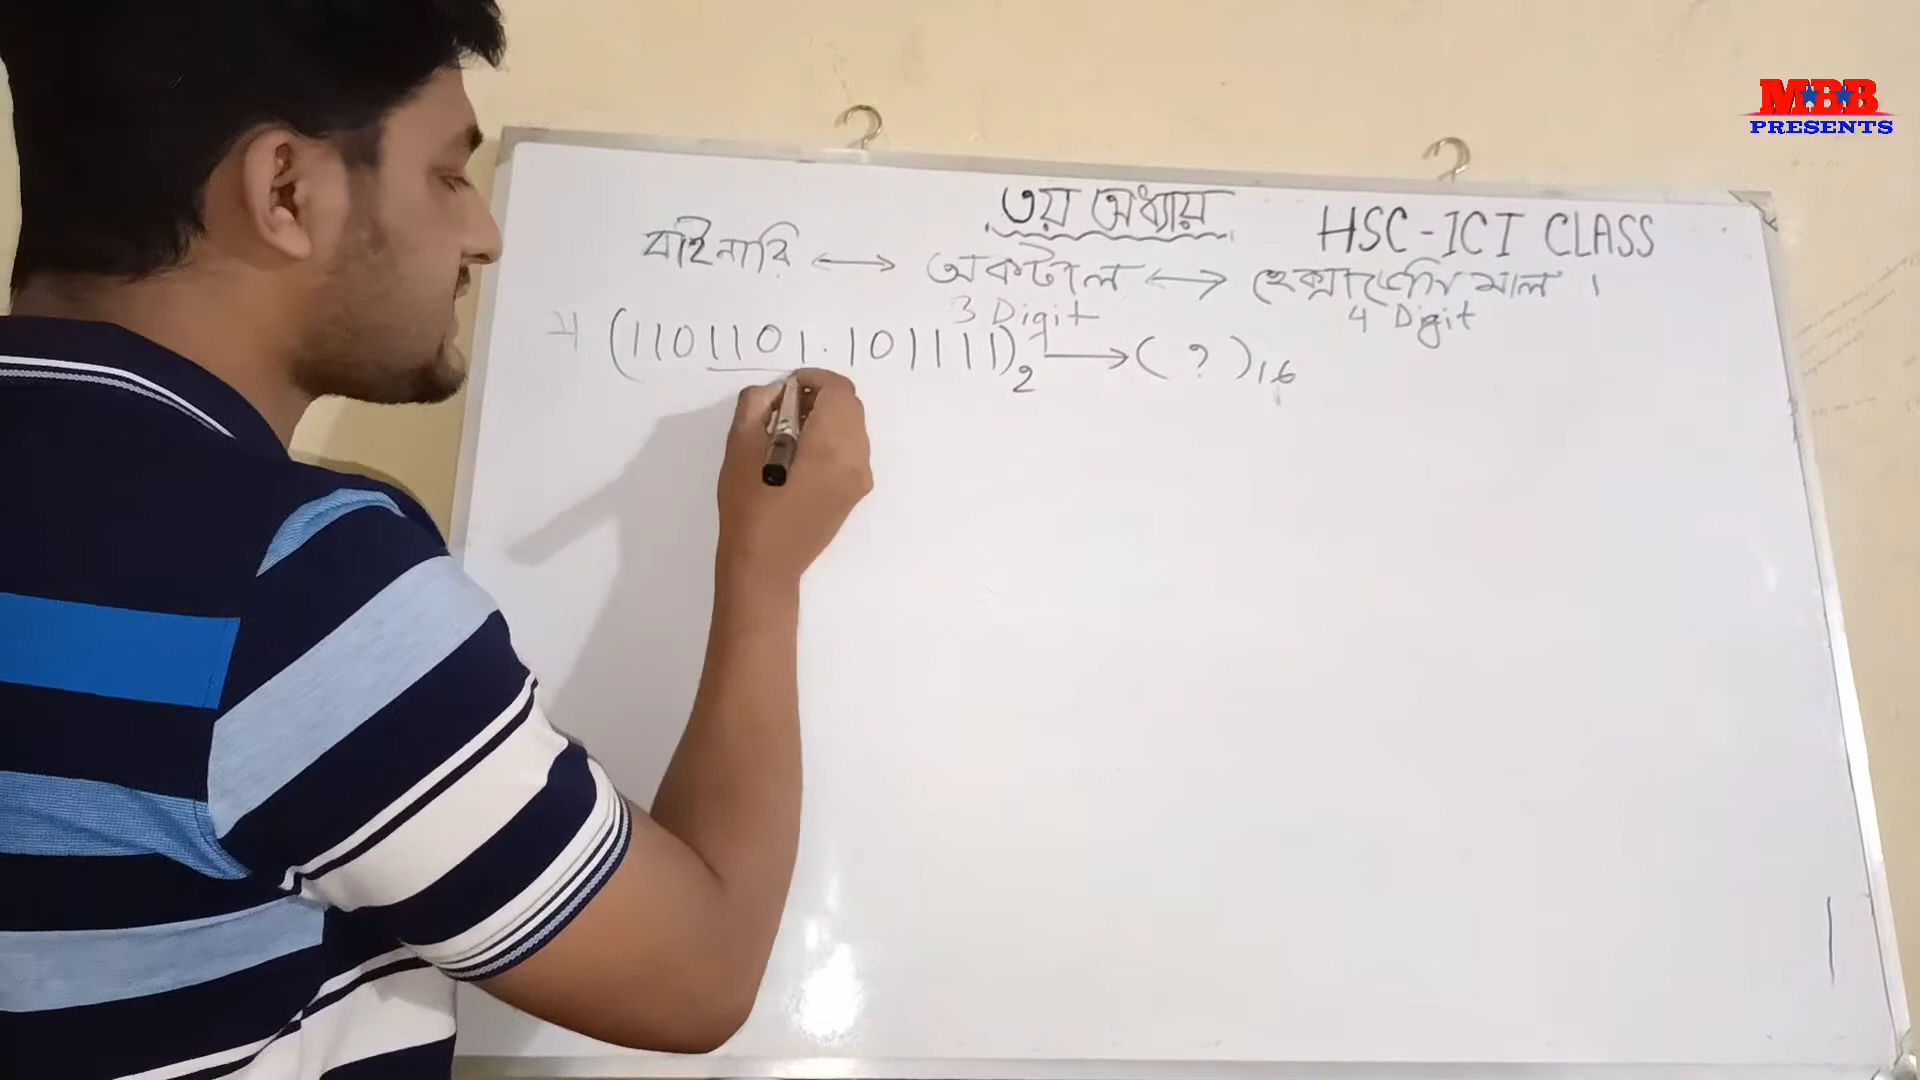 MBB
PRESENTS
৩য় অধ্যায়
HSC-ICT CLASS
বাইনারি ↔ অকটাল ↔ হেক্সাডেসিমাল ।
3 Digit
4 Digit
(1101101.101111)₂ → ( ? )₁₆